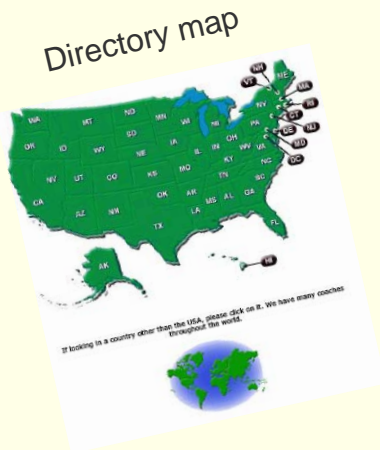 Directory map
NH
VT
ME
MA
RI
CT
NJ
DE
MD
DC
WA
MT
ND
MN
WI
MI
NY
PA
OR
ID
WY
SD
NE
IA
IL
IN
OH
WV
VA
NV
UT
CO
KS
MO
KY
NC
TN
SC
CA
AZ
NM
OK
AR
MS
AL
GA
LA
TX
FL
AK
HI
If looking in a country other than the USA, please click on it. We have many coaches
throughout the world.